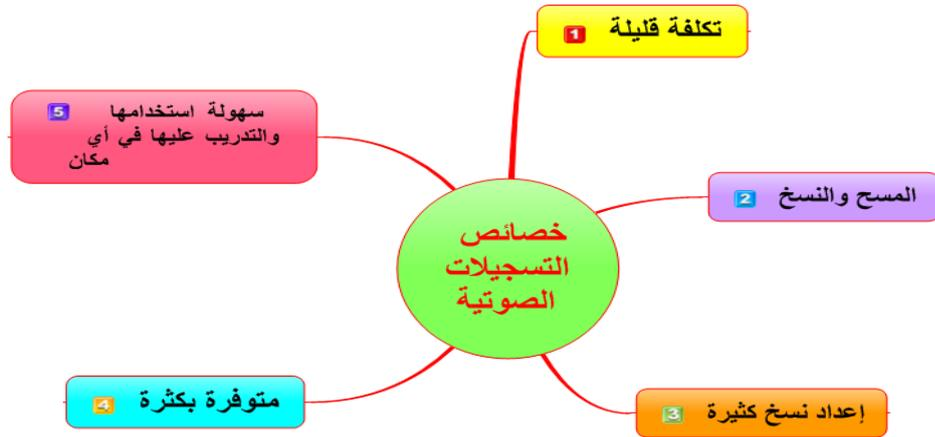 خصائص
التسجيلات
الصوتية
1 تكلفة قليلة
2 المسح والنسخ
3 إعداد نسخ كثيرة
4 متوفرة بكثرة
5 سهولة استخدامها
والتدريب عليها في أي
مكان